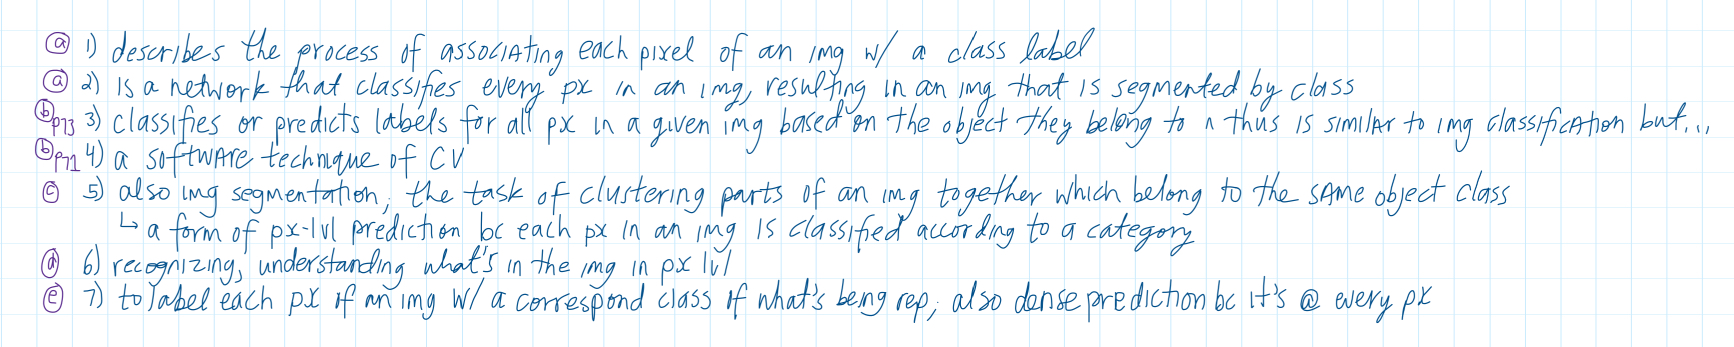 ⓐ 1) describes the process of associating each pixel of an img w/ a class label
ⓐ 2) is a network that classifies every px in an img, resulting in an img that is segmented by class
ⓑ p73 3) classifies or predicts labels for all px in a given img based on the object they belong to n thus is similar to img classification but...
ⓑ p71 4) a software technique of CV
ⓒ 5) also img segmentation; the task of clustering parts of an img together which belong to the same object class
↳ a form of px-lvl prediction bc each px in an img is classified according to a category
ⓓ 6) recognizing, understanding what's in the img in px lvl
ⓔ 7) to label each px of an img w/ a correspond class of what's being rep; also dense prediction bc it's @ every px